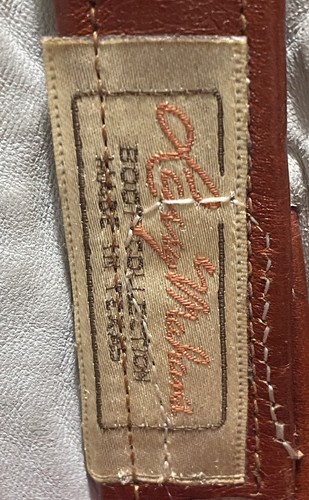 Larry Mahan's
BOOT COLLECTION
MADE IN TEXAS